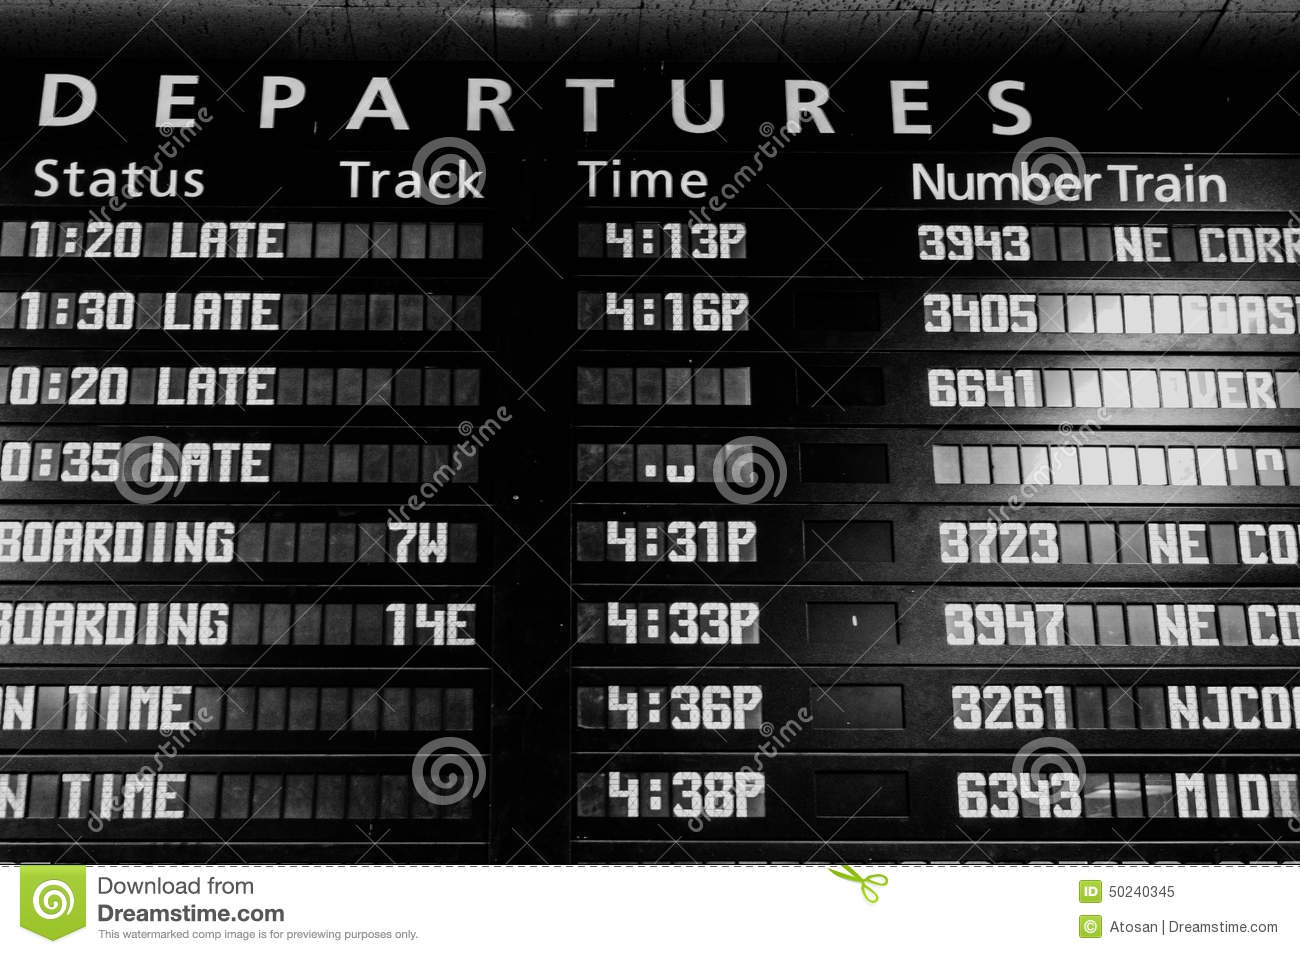 DEPARTURES
Status Track Time Number Train
1:20 LATE 4:13P 3943 NE CORR
1:30 LATE 4:16P 3405 COAS
0:20 LATE 6641 OVER
0:35 LATE
BOARDING 7W 4:31P 3723 NE CO
BOARDING 14E 4:33P 3947 NE CO
N TIME 4:36P 3261 NJCO
N TIME 4:38P 6343 MIDT
dreamstime
Download from
Dreamstime.com
This watermarked comp image is for previewing purposes only.
ID 50240345
© Atosan | Dreamstime.com